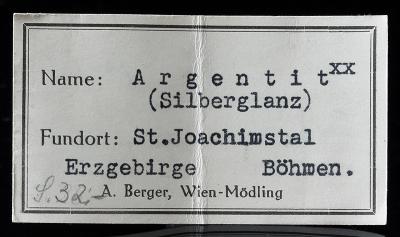 Name: Argentit xx
(Silberglanz)
Fundort: St.Joachimstal
Erzgebirge Böhmen.
S.32.- A. Berger, Wien-Mödling